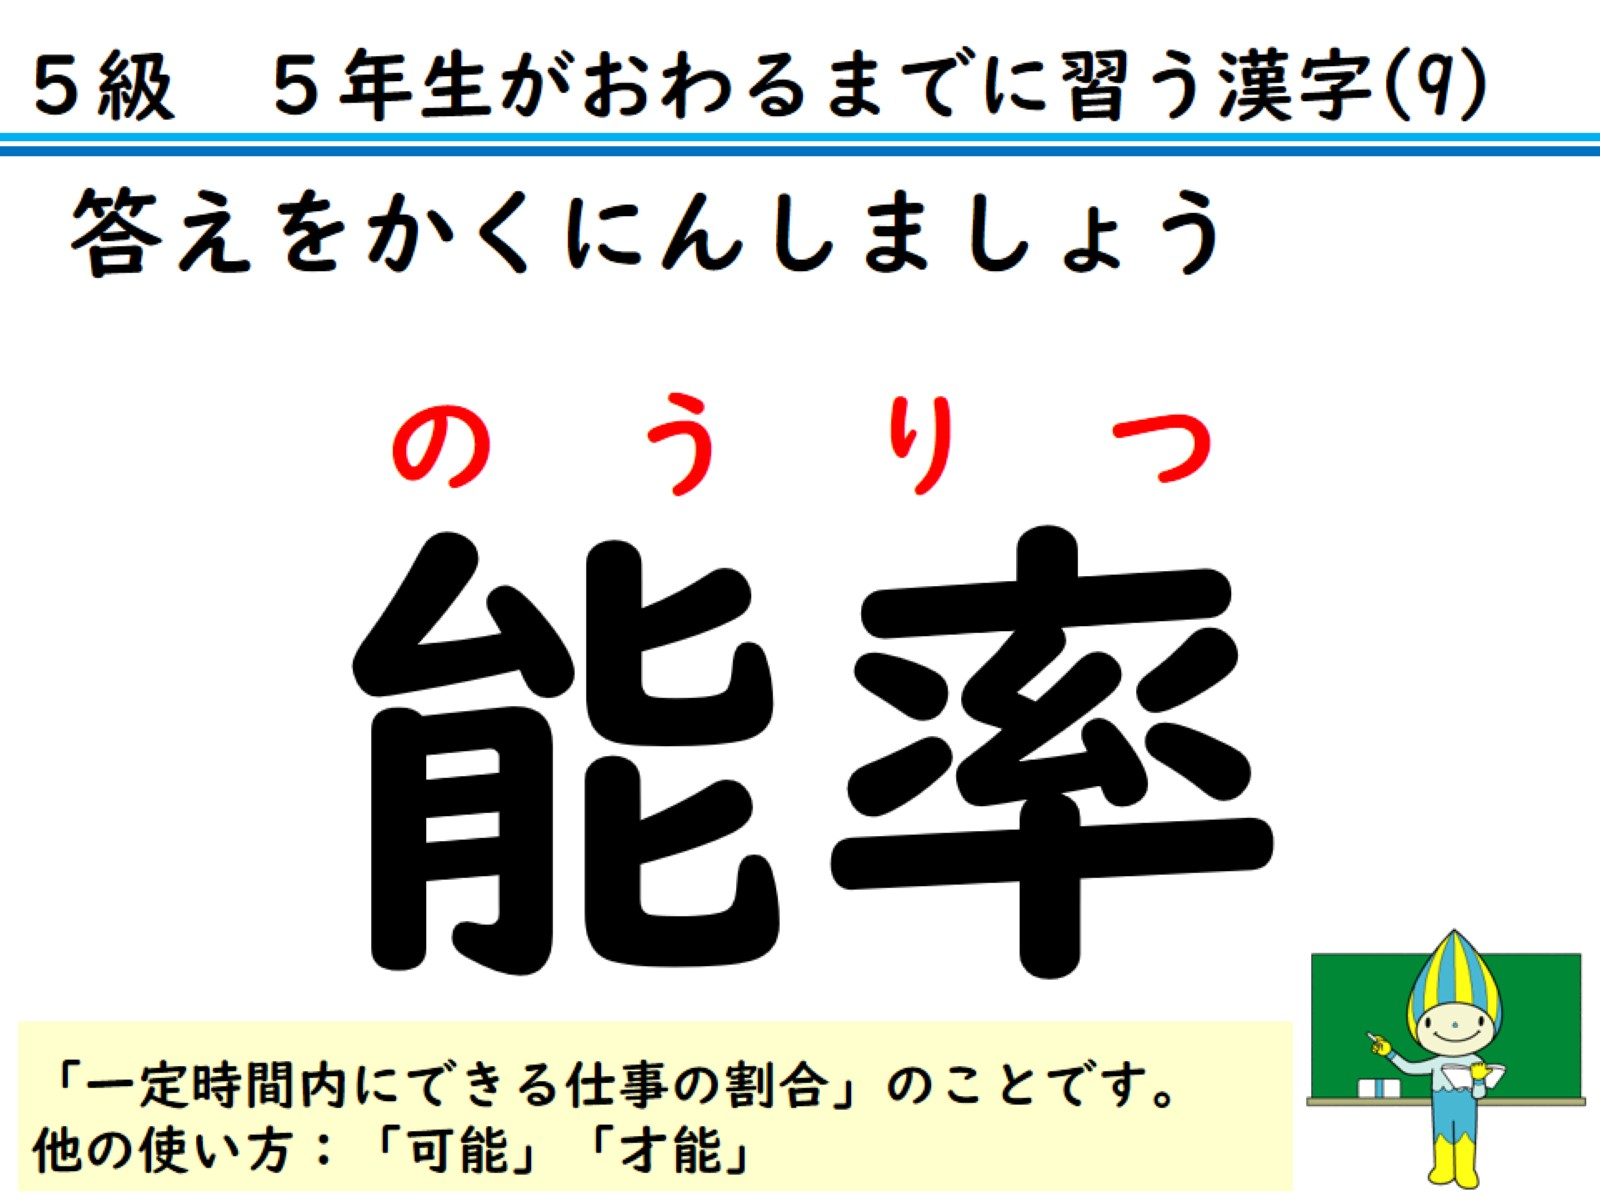 ５級　５年生がおわるまでに習う漢字(9)
答えをかくにんしましょう
のうりつ
能率
「一定時間内にできる仕事の割合」のことです。
他の使い方：「可能」「才能」